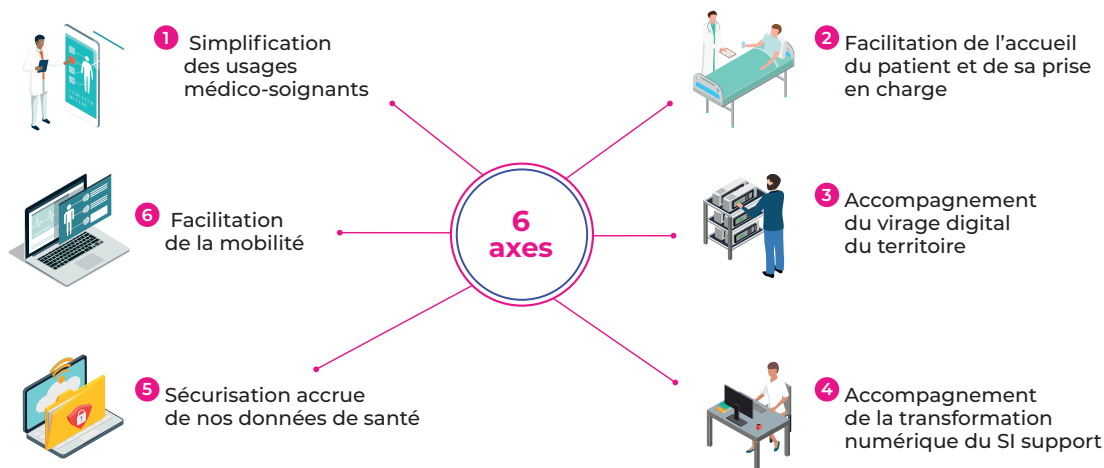 6
axes
1 Simplification
des usages
médico-soignants
2 Facilitation de l’accueil
du patient et de sa prise
en charge
3 Accompagnement
du virage digital
du territoire
4 Accompagnement
de la transformation
numérique du SI support
5 Sécurisation accrue
de nos données de santé
6 Facilitation
de la mobilité